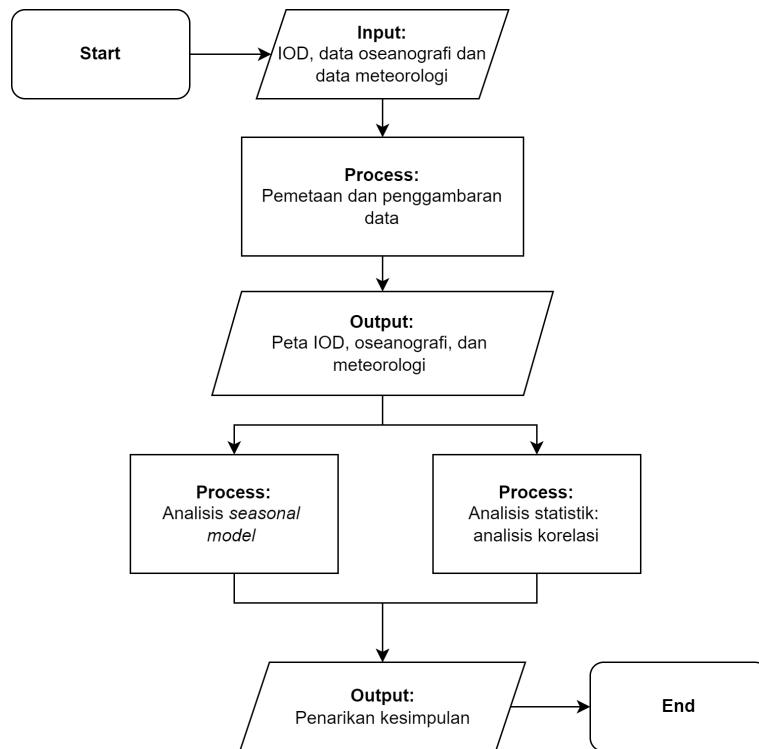 Start
Input:
IOD, data oseanografi dan
data meteorologi
Process:
Pemetaan dan penggambaran
data
Output:
Peta IOD, oseanografi, dan
meteorologi
Process:
Analisis seasonal
model
Process:
Analisis statistik:
analisis korelasi
Output:
Penarikan kesimpulan
End